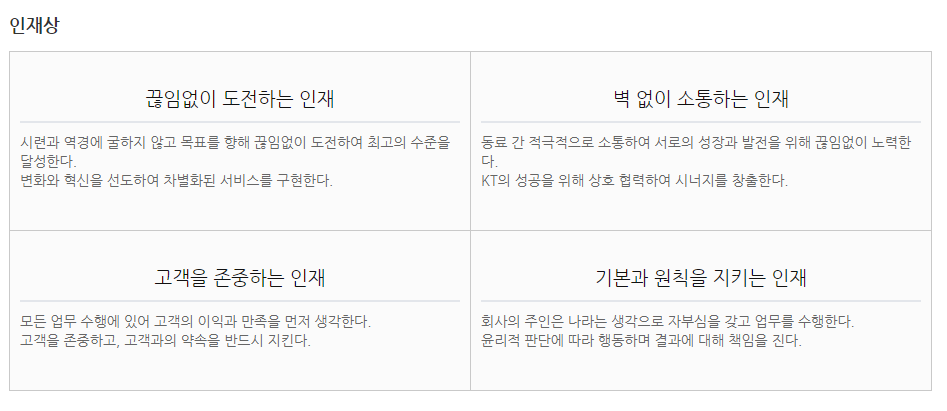 인재상
끊임없이 도전하는 인재
시련과 역경에 굴하지 않고 목표를 향해 끊임없이 도전하여 최고의 수준을
달성한다.
변화와 혁신을 선도하여 차별화된 서비스를 구현한다.
벽 없이 소통하는 인재
동료 간 적극적으로 소통하여 서로의 성장과 발전을 위해 끊임없이 노력한
다.
KT의 성공을 위해 상호 협력하여 시너지를 창출한다.
고객을 존중하는 인재
모든 업무 수행에 있어 고객의 이익과 만족을 먼저 생각한다.
고객을 존중하고, 고객과의 약속을 반드시 지킨다.
기본과 원칙을 지키는 인재
회사의 주인은 나라는 생각으로 자부심을 갖고 업무를 수행한다.
윤리적 판단에 따라 행동하며 결과에 대해 책임을 진다.